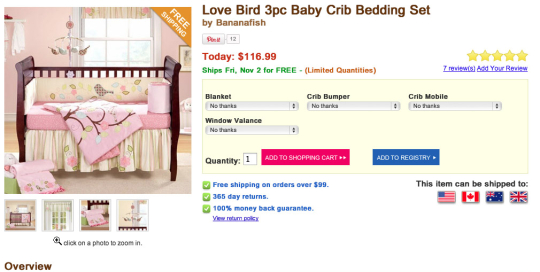 Love Bird 3pc Baby Crib Bedding Set
by Bananafish
FREE
SHIPPING
Pin it 12
Today: $116.99
Ships Fri, Nov 2 for FREE - (Limited Quantities)
7 review(s) Add Your Review
Blanket
No thanks
Crib Bumper
No thanks
Crib Mobile
No thanks
Window Valance
No thanks
Quantity: 1
ADD TO SHOPPING CART
ADD TO REGISTRY
Free shipping on orders over $99.
365 day returns.
100% money back guarantee.
View return policy
This item can be shipped to:
click on a photo to zoom in.
Overview